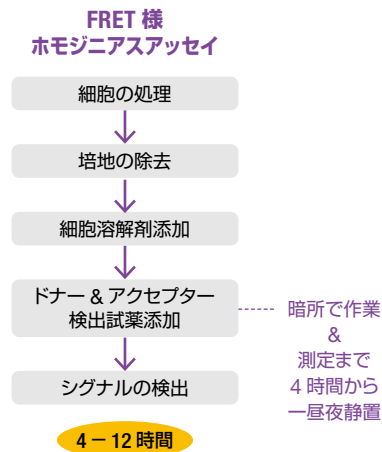 FRET 様
ホモジニアスアッセイ
細胞の処理
培地の除去
細胞溶解剤添加
ドナー & アクセプター
検出試薬添加
暗所で作業
&
測定まで
4 時間から
一昼夜静置
シグナルの検出
4 − 12 時間